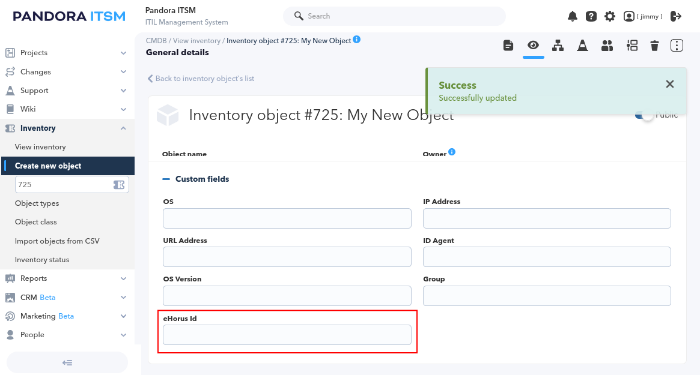 PANDORA ITSM
Pandora ITSM
ITIL Management System
Search
( jimmy )
CMDB / View inventory / Inventory object #725: My New Object
General details
Back to inventory object's list
Success
Successfully updated
Inventory object #725: My New Object
Public
Object name
Owner
Custom fields
OS
IP Address
URL Address
ID Agent
OS Version
Group
eHorus Id
Projects
Changes
Support
Wiki
Inventory
View inventory
Create new object
725
Object types
Object class
Import objects from CSV
Inventory status
Reports
CRM Beta
Marketing Beta
People